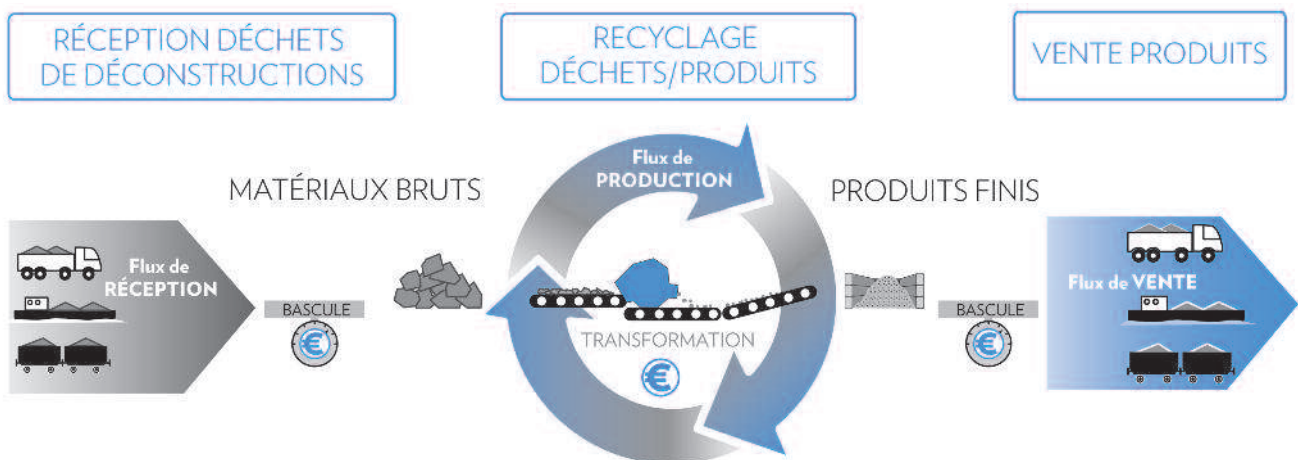 RÉCEPTION DÉCHETS
DE DÉCONSTRUCTIONS
RECYCLAGE
DÉCHETS/PRODUITS
VENTE PRODUITS
MATÉRIAUX BRUTS
Flux de
PRODUCTION
PRODUITS FINIS
Flux de
RÉCEPTION
BASCULE
€
TRANSFORMATION
€
BASCULE
€
Flux de VENTE